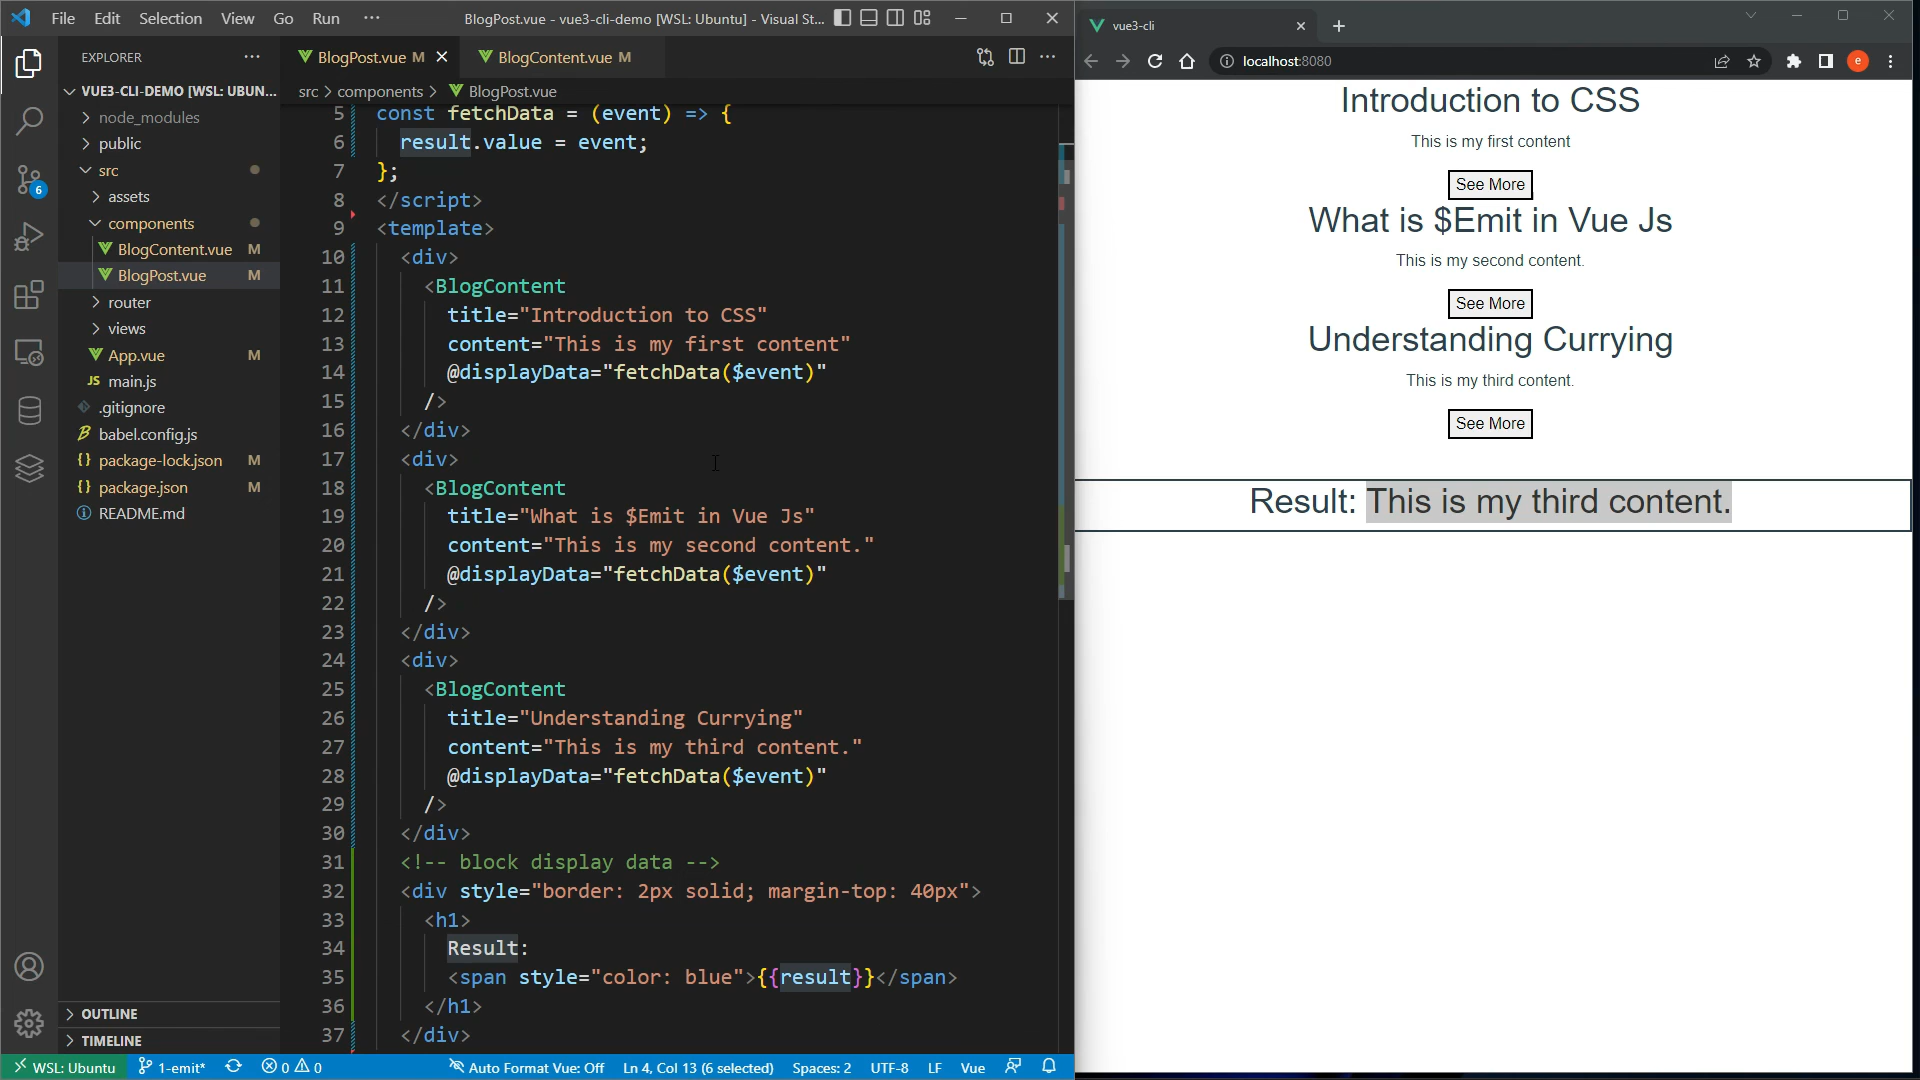 File Edit Selection View Go Run ··· BlogPost.vue - vue3-cli-demo [WSL: Ubuntu] - Visual St...
EXPLORER ···
VUE3-CLI-DEMO [WSL: UBUN...
node_modules
public
src
assets
components
BlogContent.vue M
BlogPost.vue M
router
views
App.vue M
JS main.js
.gitignore
babel.config.js
{} package-lock.json M
{} package.json M
README.md
OUTLINE
TIMELINE
6
BlogPost.vue M BlogContent.vue M ···
src > components > BlogPost.vue
5 const fetchData = (event) => {
6 result.value = event;
7 };
8 </script>
9 <template>
10 <div>
11 <BlogContent
12 title="Introduction to CSS"
13 content="This is my first content"
14 @displayData="fetchData($event)"
15 />
16 </div>
17 <div>
18 <BlogContent
19 title="What is $Emit in Vue Js"
20 content="This is my second content."
21 @displayData="fetchData($event)"
22 />
23 </div>
24 <div>
25 <BlogContent
26 title="Understanding Currying"
27 content="This is my third content."
28 @displayData="fetchData($event)"
29 />
30 </div>
31 <!-- block display data -->
32 <div style="border: 2px solid; margin-top: 40px">
33 <h1>
34 Result:
35 <span style="color: blue">{{result}}</span>
36 </h1>
37 </div>
WSL: Ubuntu 1-emit* 0 0 Auto Format Vue: Off Ln 4, Col 13 (6 selected) Spaces: 2 UTF-8 LF Vue
vue3-cli
localhost:8080 e
Introduction to CSS
This is my first content
See More
What is $Emit in Vue Js
This is my second content.
See More
Understanding Currying
This is my third content.
See More
Result: This is my third content.